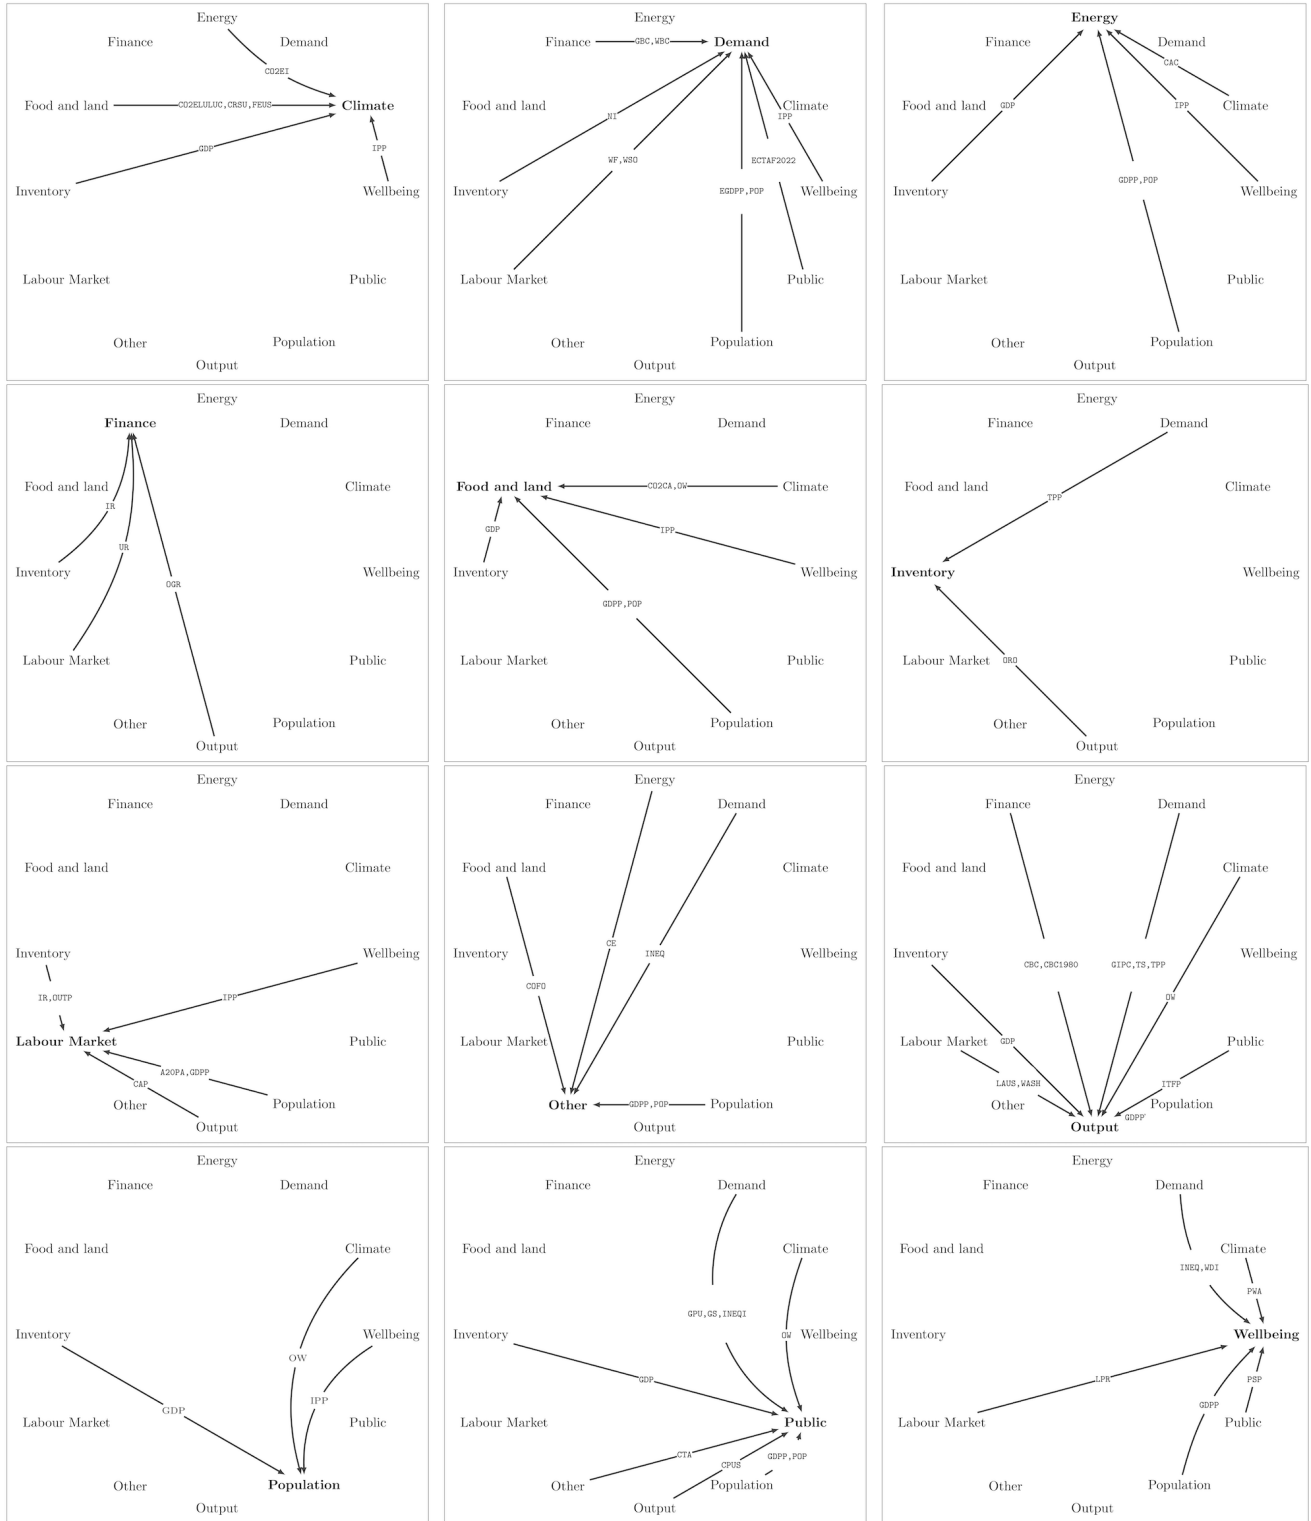 Energy
Finance Demand
CO2EI
Food and land CO2ELULUC,CRSU,FEUS Climate
GDP IPP
Inventory Wellbeing
Labour Market Public
Other Population
Output
Energy
Finance GBC,WBC Demand
Food and land Climate
NI IPP
WF,WSO ECTAF2022
Inventory EGDPP,POP Wellbeing
Labour Market Public
Other Population
Output
Energy
Finance Demand
CAC
Food and land GDP IPP Climate
GDPP,POP
Inventory Wellbeing
Labour Market Public
Other Population
Output
Energy
Finance Demand
Food and land Climate
IR
UR
Inventory Wellbeing
OGR
Labour Market Public
Other Population
Output
Energy
Finance Demand
Food and land CO2CA,OW Climate
GDP IPP
Inventory Wellbeing
GDPP,POP
Labour Market Public
Other Population
Output
Energy
Finance Demand
Food and land Climate
TPP
Inventory Wellbeing
Labour Market ORO Public
Other Population
Output
Energy
Finance Demand
Food and land Climate
Inventory Wellbeing
IR,OUTP IPP
Labour Market Public
A20PA,GDPP
CAP
Other Population
Output
Energy
Finance Demand
Food and land Climate
CE
Inventory INEQ Wellbeing
COFO
Labour Market Public
Other GDPP,POP Population
Output
Energy
Finance Demand
Food and land Climate
Inventory Wellbeing
CBC,CBC1980 GIPC,TS,TPP
OW
Labour Market GDP Public
LAUS,WASH ITFP
Other Population
GDPP
Output
Energy
Finance Demand
Food and land Climate
Inventory Wellbeing
OW
IPP
GDP
Labour Market Public
Other Population
Output
Energy
Finance Demand
Food and land Climate
GPU,GS,INEQI
Inventory OW Wellbeing
GDP
Labour Market Public
CTA GDPP,POP
CPUS
Other Population
Output
Energy
Finance Demand
Food and land Climate
INEQ,WDI
PWA
Inventory Wellbeing
LPR PSP
GDPP
Labour Market Public
Other Population
Output